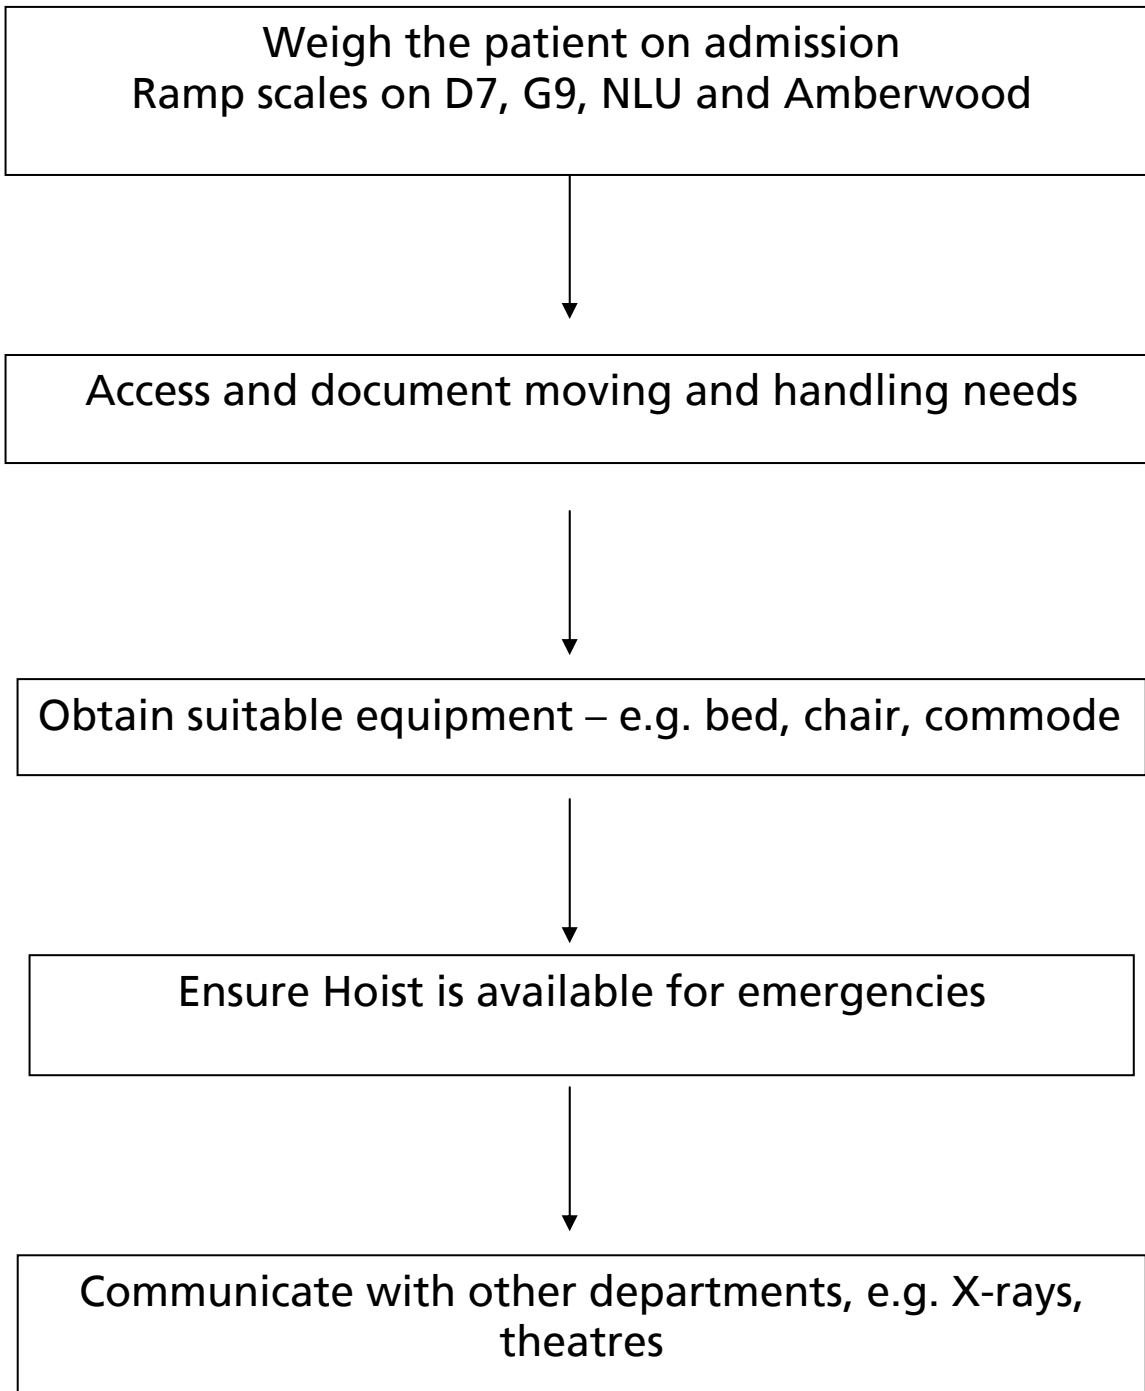 Weigh the patient on admission
Ramp scales on D7, G9, NLU and Amberwood
Access and document moving and handling needs
Obtain suitable equipment – e.g. bed, chair, commode
Ensure Hoist is available for emergencies
Communicate with other departments, e.g. X-rays,
theatres